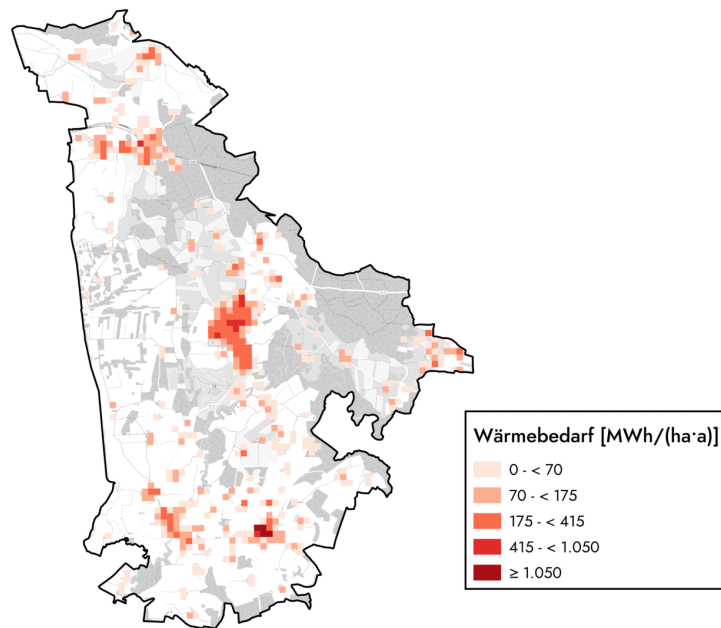 Wärmebedarf [MWh/(ha·a)]
0 - < 70
70 - < 175
175 - < 415
415 - < 1.050
≥ 1.050